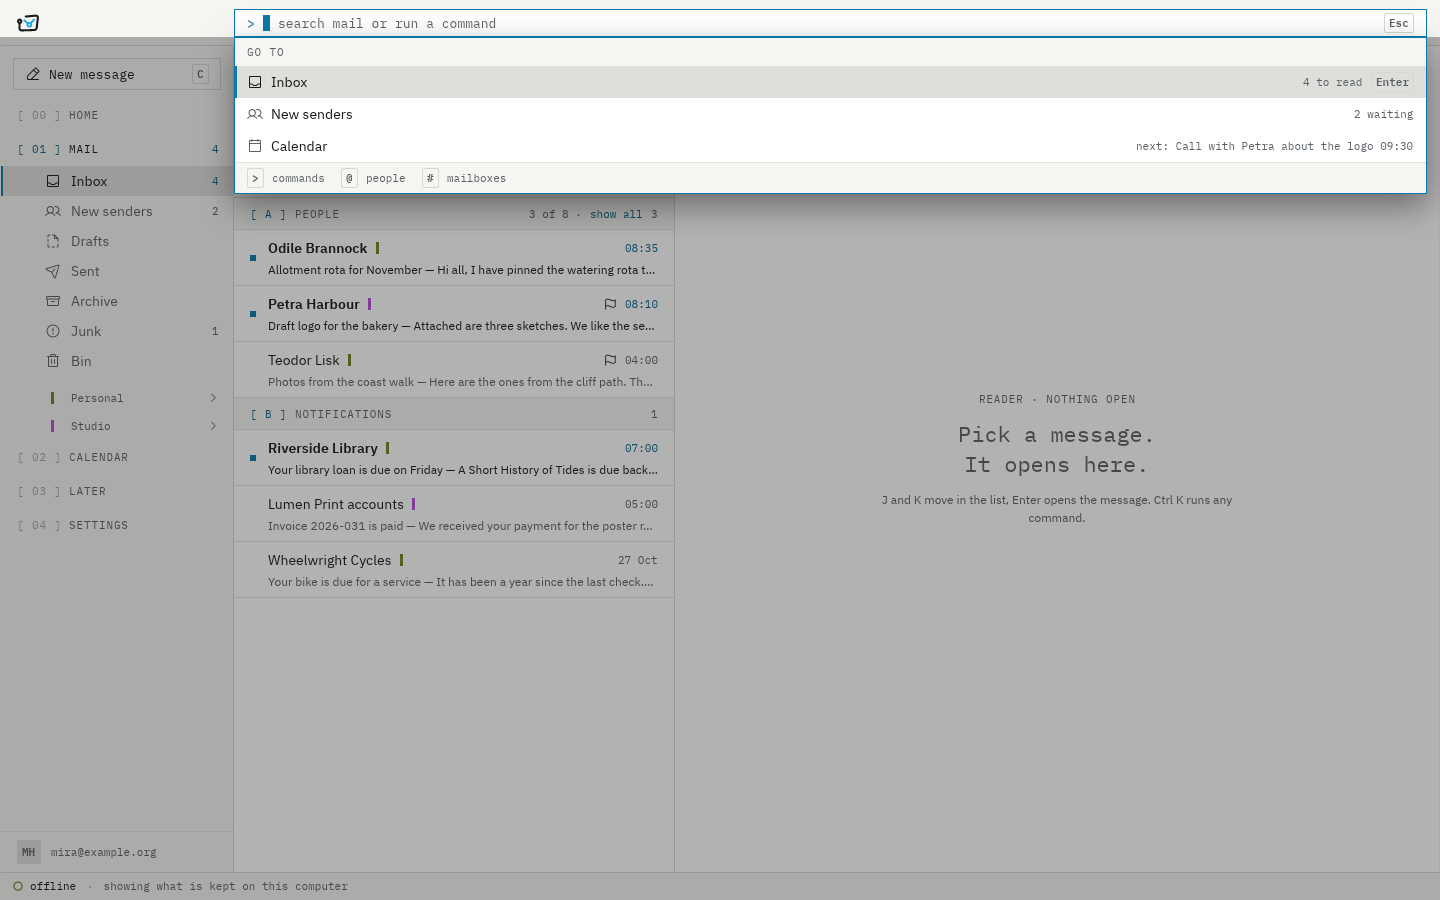 > search mail or run a command Esc
GO TO
Inbox 4 to read Enter
New senders 2 waiting
Calendar next: Call with Petra about the logo 09:30
> commands @ people # mailboxes
New message C
[ 00 ] HOME
[ 01 ] MAIL 4
Inbox 4
New senders 2
Drafts
Sent
Archive
Junk 1
Bin
Personal
Studio
[ 02 ] CALENDAR
[ 03 ] LATER
[ 04 ] SETTINGS
MH mira@example.org
[ A ] PEOPLE 3 of 8 · show all 3
Odile Brannock 08:35
Allotment rota for November — Hi all, I have pinned the watering rota t…
Petra Harbour 08:10
Draft logo for the bakery — Attached are three sketches. We like the se…
Teodor Lisk 04:00
Photos from the coast walk — Here are the ones from the cliff path. Th…
[ B ] NOTIFICATIONS 1
Riverside Library 07:00
Your library loan is due on Friday — A Short History of Tides is due back…
Lumen Print accounts 05:00
Invoice 2026-031 is paid — We received your payment for the poster r…
Wheelwright Cycles 27 Oct
Your bike is due for a service — It has been a year since the last check.…
READER · NOTHING OPEN
Pick a message.
It opens here.
J and K move in the list, Enter opens the message. Ctrl K runs any
command.
offline · showing what is kept on this computer